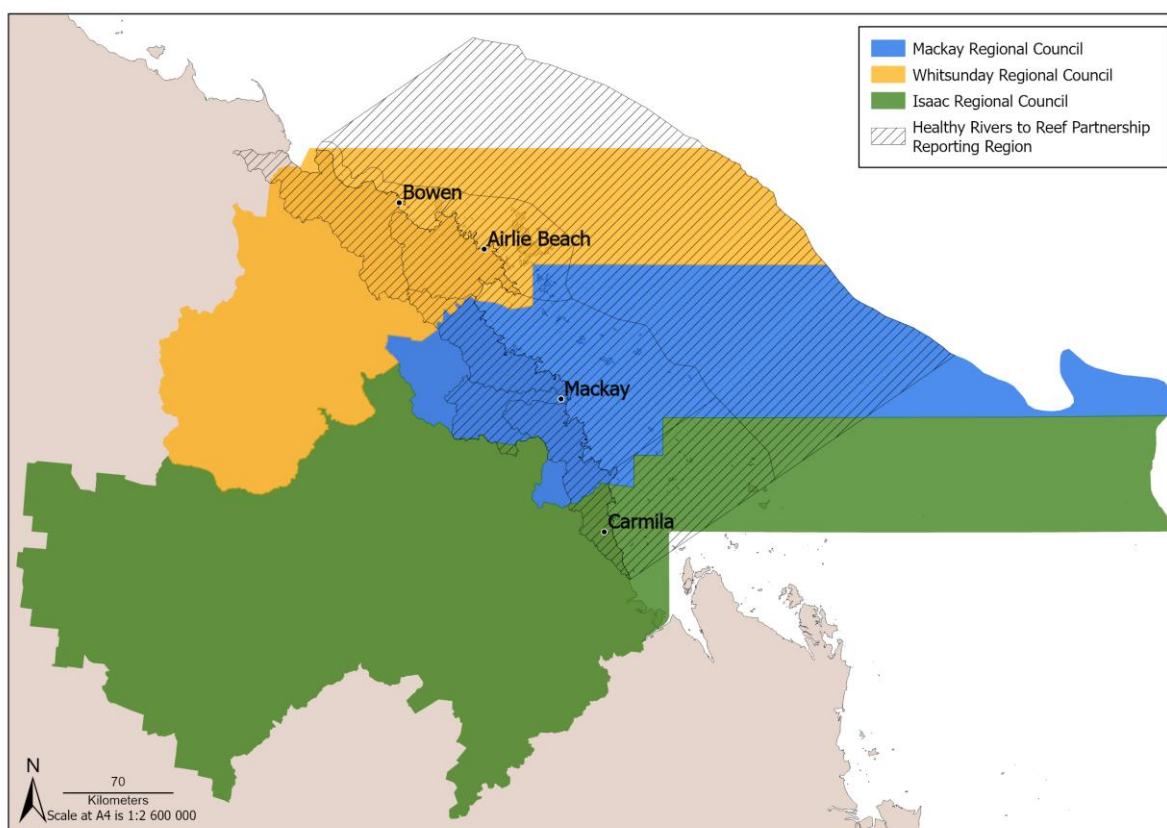 Mackay Regional Council
Whitsunday Regional Council
Isaac Regional Council
Healthy Rivers to Reef Partnership
Reporting Region
Bowen
Airlie Beach
Mackay
Carmila
N
70
Kilometers
Scale at A4 is 1:2 600 000